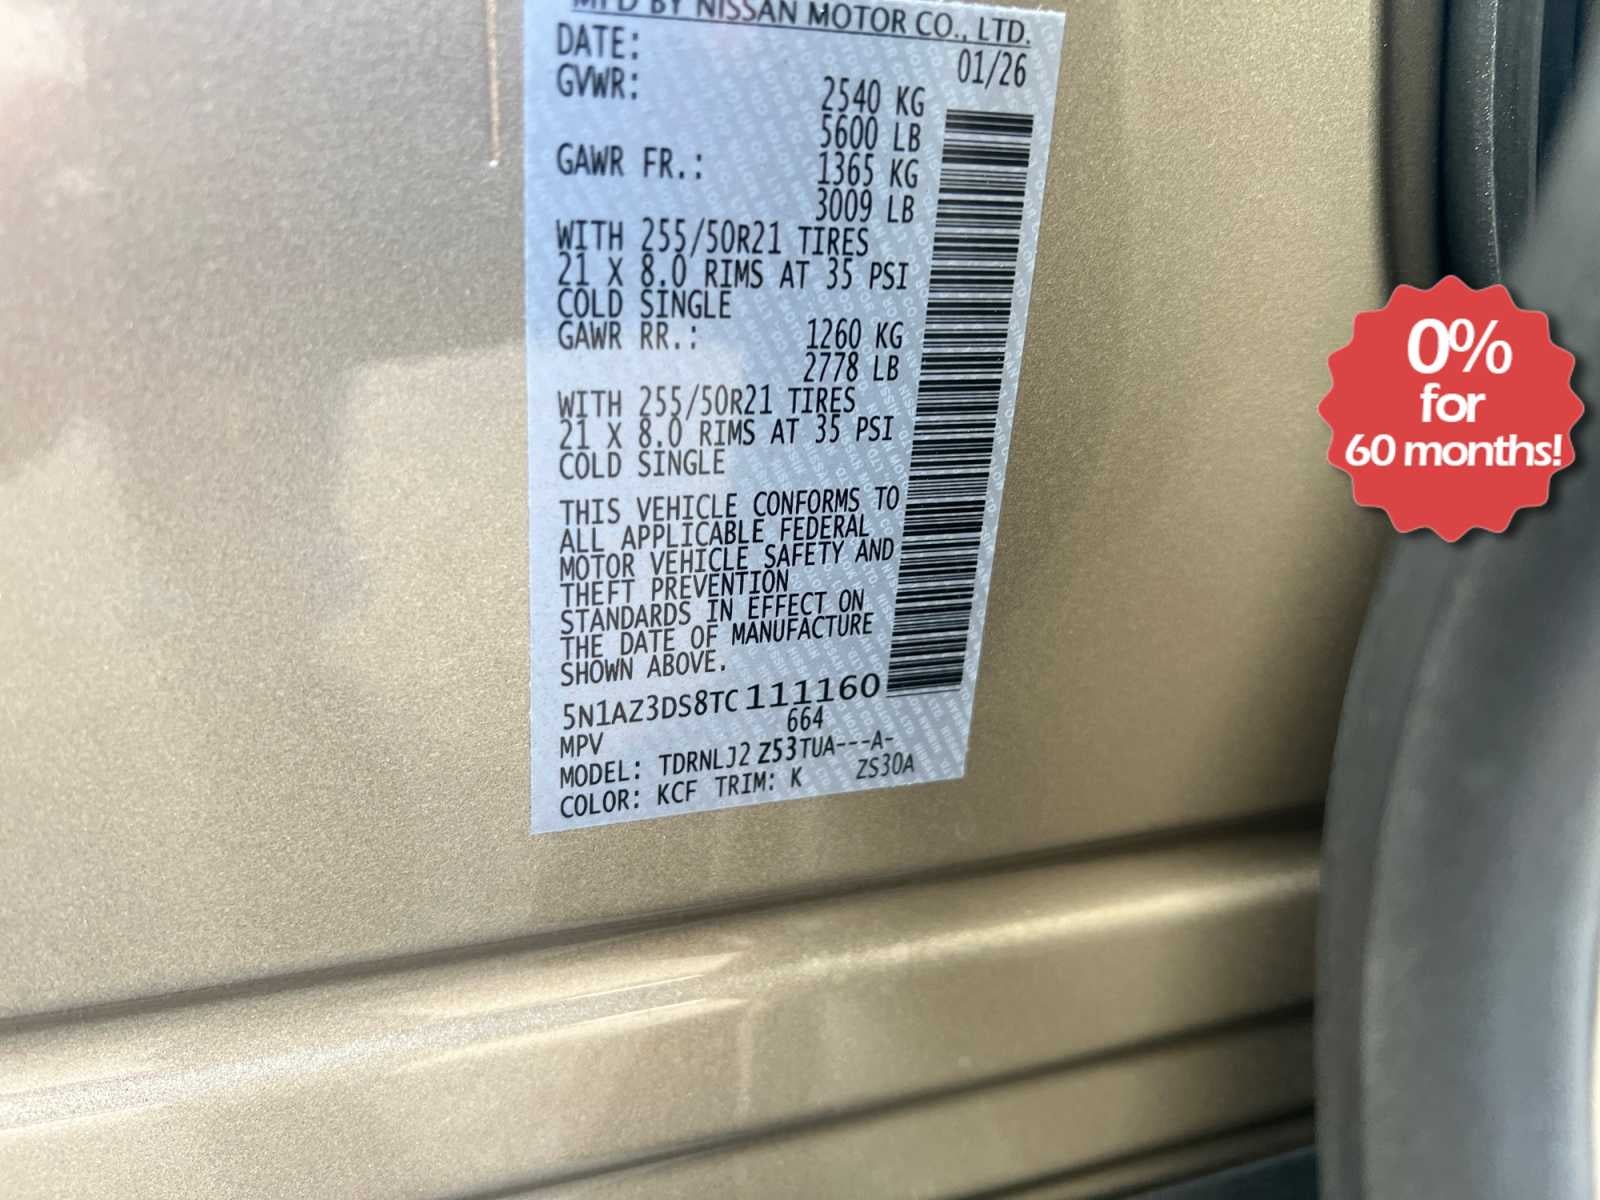 MFD BY NISSAN MOTOR CO., LTD.
DATE: 01/26
GVWR: 2540 KG
5600 LB
GAWR FR.: 1365 KG
3009 LB
WITH 255/50R21 TIRES
21 X 8.0 RIMS AT 35 PSI
COLD SINGLE
GAWR RR.: 1260 KG
2778 LB
WITH 255/50R21 TIRES
21 X 8.0 RIMS AT 35 PSI
COLD SINGLE
THIS VEHICLE CONFORMS TO
ALL APPLICABLE FEDERAL
MOTOR VEHICLE SAFETY AND
THEFT PREVENTION
STANDARDS IN EFFECT ON
THE DATE OF MANUFACTURE
SHOWN ABOVE.
5N1AZ3DS8TC111160
MPV 664
MODEL: TDRNLJ2 Z53TUA---A-
COLOR: KCF TRIM: K ZS30A
0%
for
60 months!